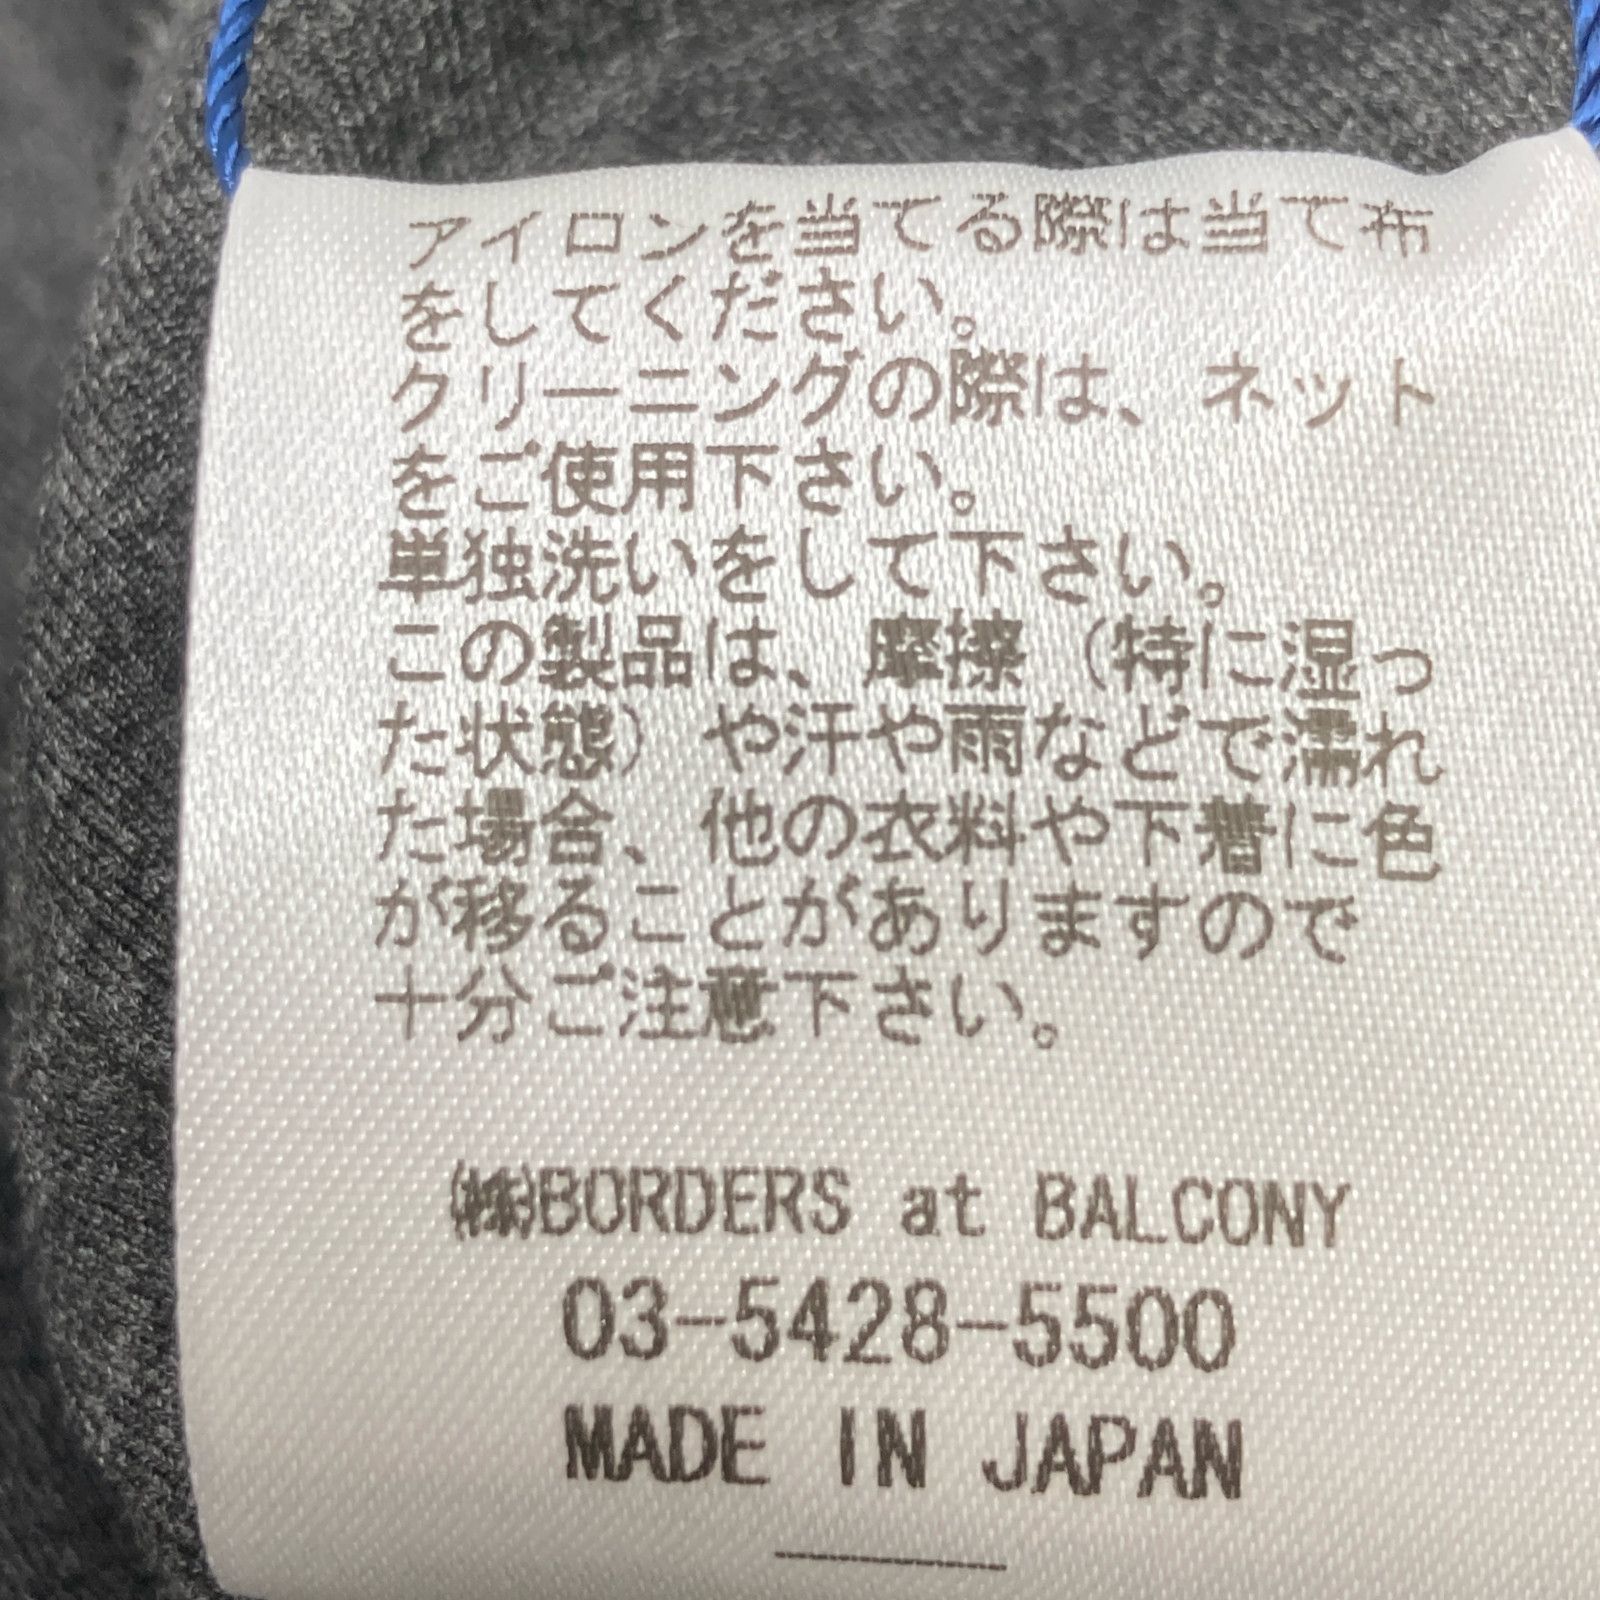 アイロンを当てる際は当て布
をしてください。
クリーニングの際は、ネット
をご使用下さい。
単独洗いをして下さい。
この製品は、摩擦（特に湿っ
た状態）や汗や雨などで濡れ
た場合、他の衣料や下着に色
が移ることがありますので
十分ご注意下さい。
㈱BORDERS at BALCONY
03-5428-5500
MADE IN JAPAN